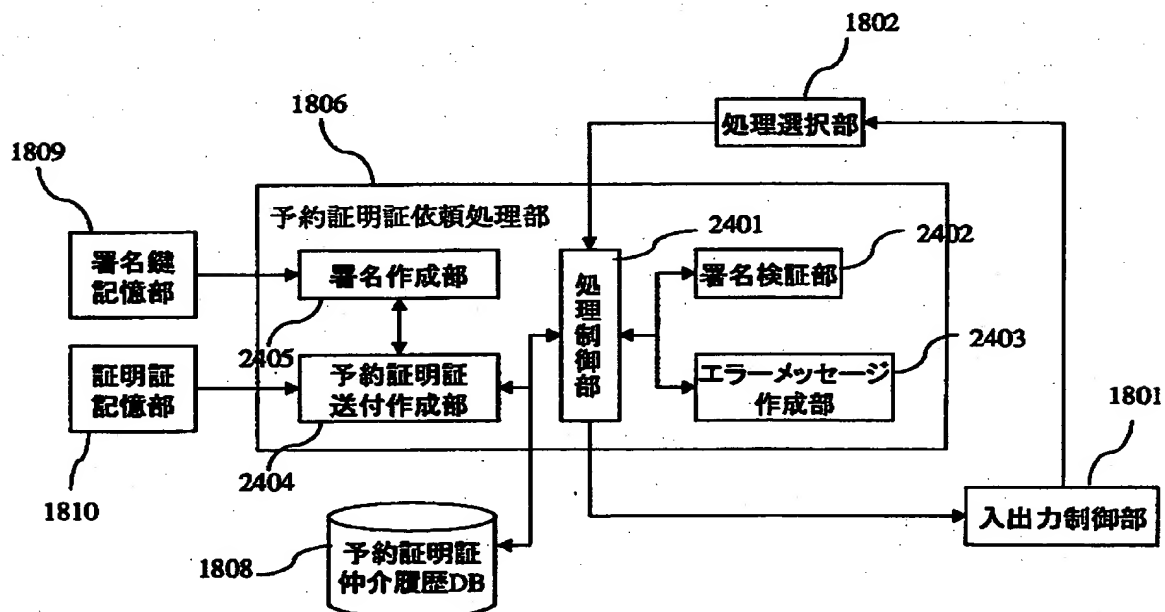 1802
処理選択部
1806
1809
予約証明証依頼処理部
2401
2402
署名鍵
記憶部
署名作成部
処理制御部
署名検証部
2405
2403
証明証
記憶部
予約証明証
送付作成部
エラーメッセージ
作成部
1801
2404
1810
入出力制御部
1808
予約証明証
仲介履歴DB